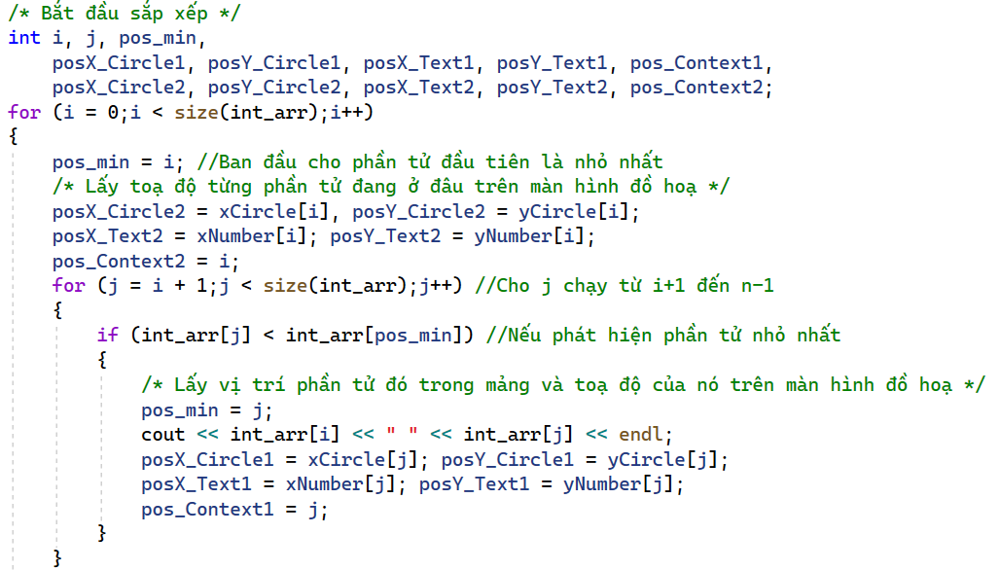 /* Bắt đầu sắp xếp */
int i, j, pos_min,
    posX_Circle1, posY_Circle1, posX_Text1, posY_Text1, pos_Context1,
    posX_Circle2, posY_Circle2, posX_Text2, posY_Text2, pos_Context2;
for (i = 0;i < size(int_arr);i++)
{
    pos_min = i; //Ban đầu cho phần tử đầu tiên là nhỏ nhất
    /* Lấy toạ độ từng phần tử đang ở đâu trên màn hình đồ hoạ */
    posX_Circle2 = xCircle[i], posY_Circle2 = yCircle[i];
    posX_Text2 = xNumber[i]; posY_Text2 = yNumber[i];
    pos_Context2 = i;
    for (j = i + 1;j < size(int_arr);j++) //Cho j chạy từ i+1 đến n-1
    {
        if (int_arr[j] < int_arr[pos_min]) //Nếu phát hiện phần tử nhỏ nhất
        {
            /* Lấy vị trí phần tử đó trong mảng và toạ độ của nó trên màn hình đồ hoạ */
            pos_min = j;
            cout << int_arr[i] << " " << int_arr[j] << endl;
            posX_Circle1 = xCircle[j]; posY_Circle1 = yCircle[j];
            posX_Text1 = xNumber[j]; posY_Text1 = yNumber[j];
            pos_Context1 = j;
        }
    }